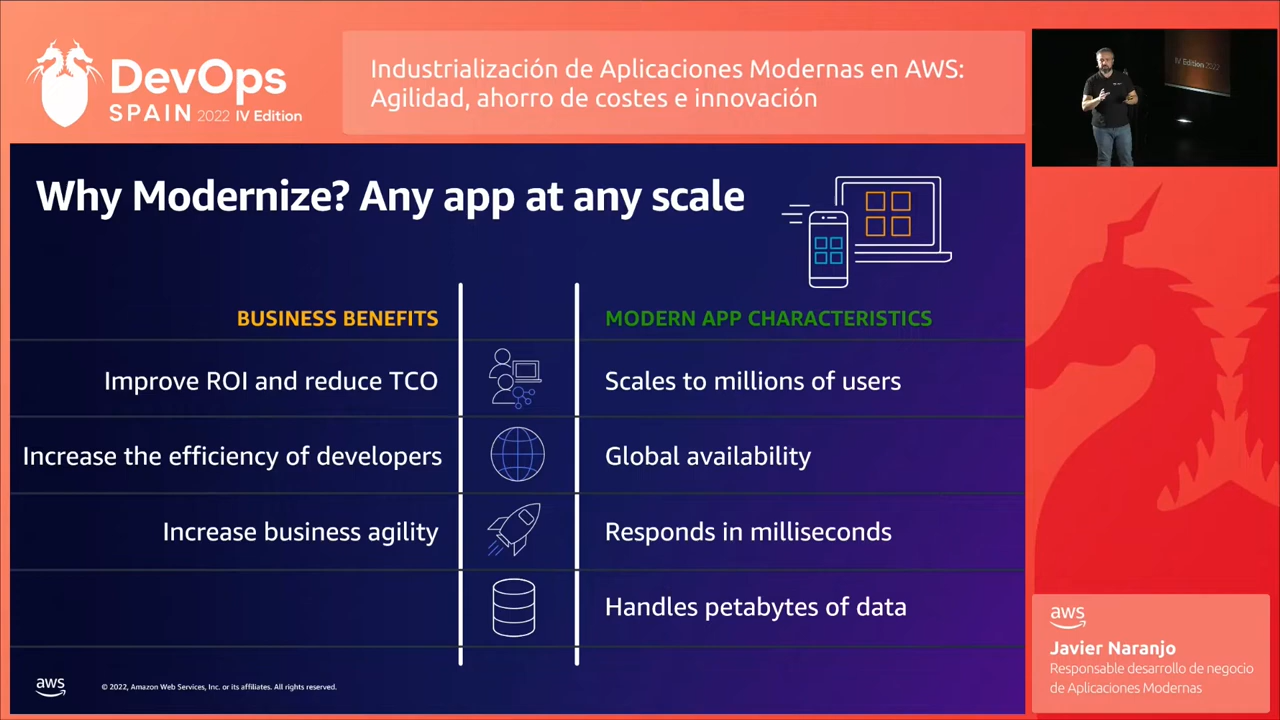 DevOps
SPAIN 2022 IV Edition
Industrialización de Aplicaciones Modernas en AWS:
Agilidad, ahorro de costes e innovación
IV Edition 2022
Why Modernize? Any app at any scale
BUSINESS BENEFITS
MODERN APP CHARACTERISTICS
Improve ROI and reduce TCO
Scales to millions of users
Increase the efficiency of developers
Global availability
Increase business agility
Responds in milliseconds
Handles petabytes of data
aws
© 2022, Amazon Web Services, Inc. or its affiliates. All rights reserved.
aws
Javier Naranjo
Responsable desarrollo de negocio
de Aplicaciones Modernas